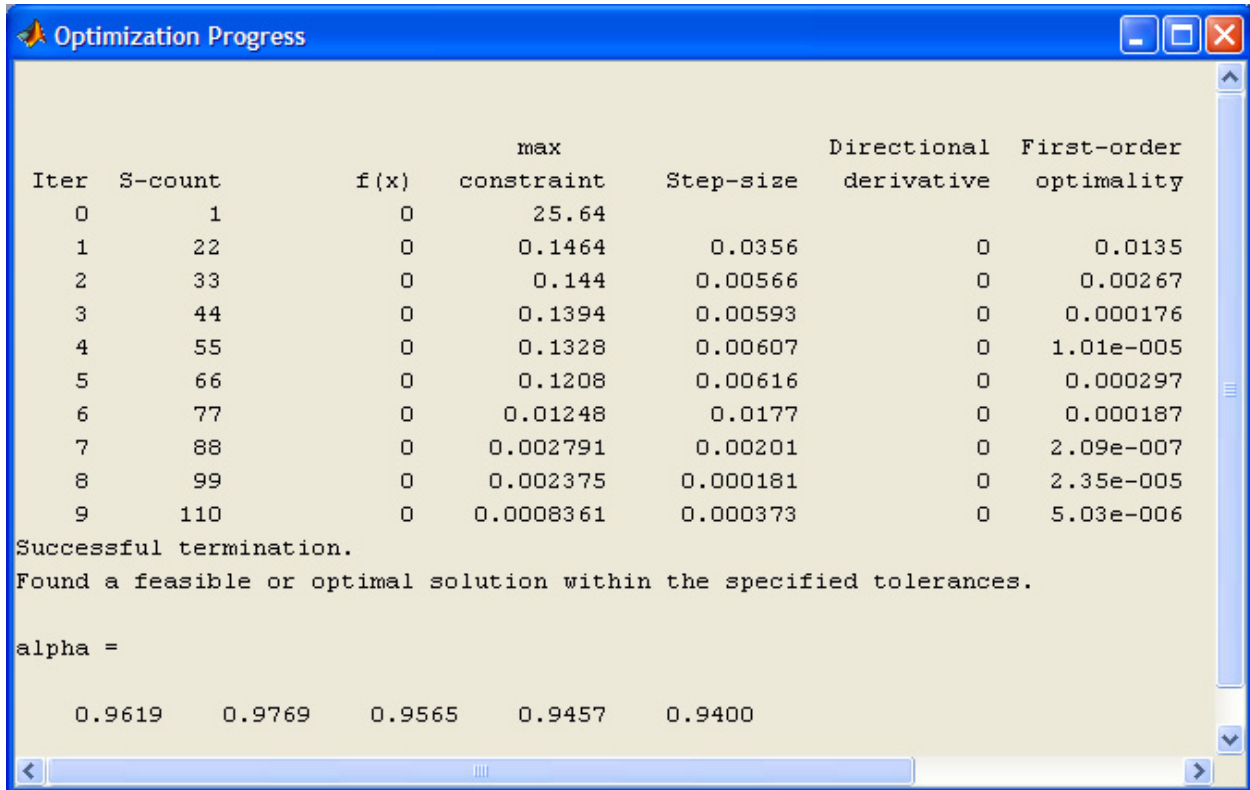 Optimization Progress
max Directional First-order
Iter S-count f(x) constraint Step-size derivative optimality
0 1 0 25.64
1 22 0 0.1464 0.0356 0 0.0135
2 33 0 0.144 0.00566 0 0.00267
3 44 0 0.1394 0.00593 0 0.000176
4 55 0 0.1328 0.00607 0 1.01e-005
5 66 0 0.1208 0.00616 0 0.000297
6 77 0 0.01248 0.0177 0 0.000187
7 88 0 0.002791 0.00201 0 2.09e-007
8 99 0 0.002375 0.000181 0 2.35e-005
9 110 0 0.0008361 0.000373 0 5.03e-006
Successful termination.
Found a feasible or optimal solution within the specified tolerances.
alpha =
0.9619 0.9769 0.9565 0.9457 0.9400